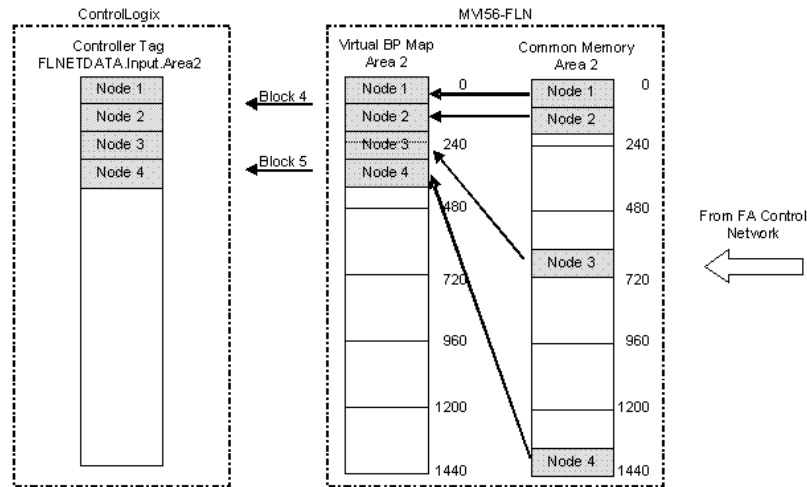 ControlLogix
Controller Tag
FLNETDATA.Input.Area2
Node 1
Node 2
Node 3
Node 4
Block 4
Block 5
MVI56-FLN
Virtual BP Map
Area 2
Node 1
Node 2
Node 3
Node 4
0
240
480
720
960
1200
1440
Common Memory
Area 2
Node 1
Node 2
Node 3
Node 4
0
240
480
720
960
1200
1440
From FA Control
Network